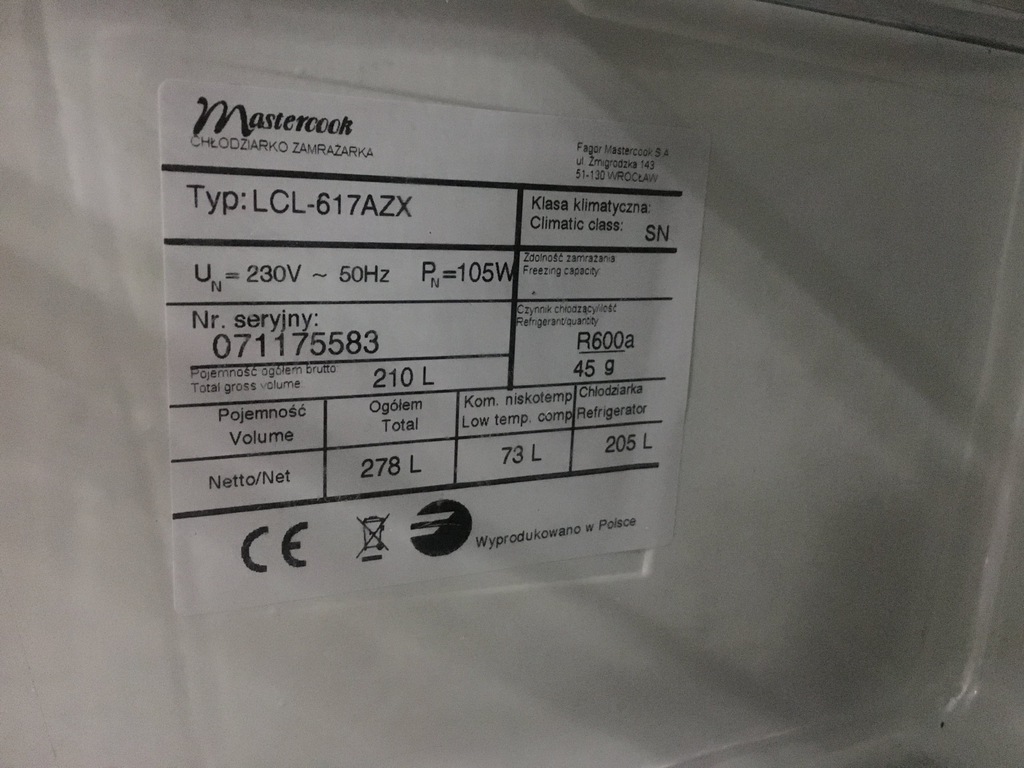 Mastercook
CHŁODZIARKO ZAMRAŻARKA
Fagor Mastercook S.A
ul. Żmigrodzka 143
51-130 WROCŁAW
Typ: LCL-617AZX
Klasa klimatyczna:
Climatic class: SN
UN = 230V ~ 50Hz PN=105W
Zdolność zamrażania
Freezing capacity:
Nr. seryjny:
071175583
Czynnik chłodzący/ilość
Refrigerant/quantity
R600a
45 g
Pojemność ogółem brutto
Total gross volume:
210 L
Pojemność
Volume
Ogółem
Total
Kom. niskotemp
Low temp. comp
Chłodziarka
Refrigerator
Netto/Net
278 L
73 L
205 L
CE
Wyprodukowano w Polsce